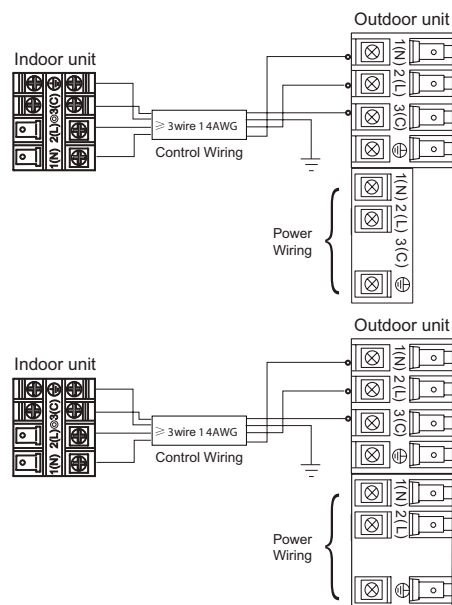 Outdoor unit
Indoor unit
1(N)
2(L)
3(C)
1(N) 2(L) 3(C)
≥ 3wire 14AWG
Control Wiring
1(N)
2(L)
3(C)
Power
Wiring
Outdoor unit
Indoor unit
1(N)
2(L)
3(C)
1(N) 2(L) 3(C)
≥ 3wire 14AWG
Control Wiring
1(N)
2(L)
Power
Wiring